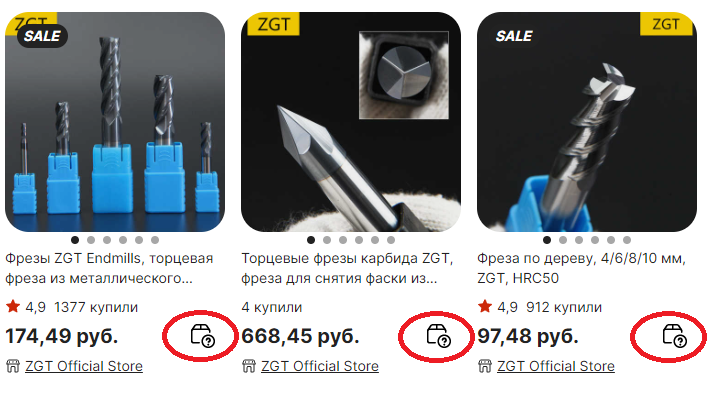 SALE
ZGT
Фрезы ZGT Endmills, торцевая
фреза из металлического...
4,9 1377 купили
174,49 руб.
ZGT Official Store
ZGT
Торцевые фрезы карбида ZGT,
фреза для снятия фаски из...
4 купили
668,45 руб.
ZGT Official Store
SALE
ZGT
Фреза по дереву, 4/6/8/10 мм,
ZGT, HRC50
4,9 912 купили
97,48 руб.
ZGT Official Store